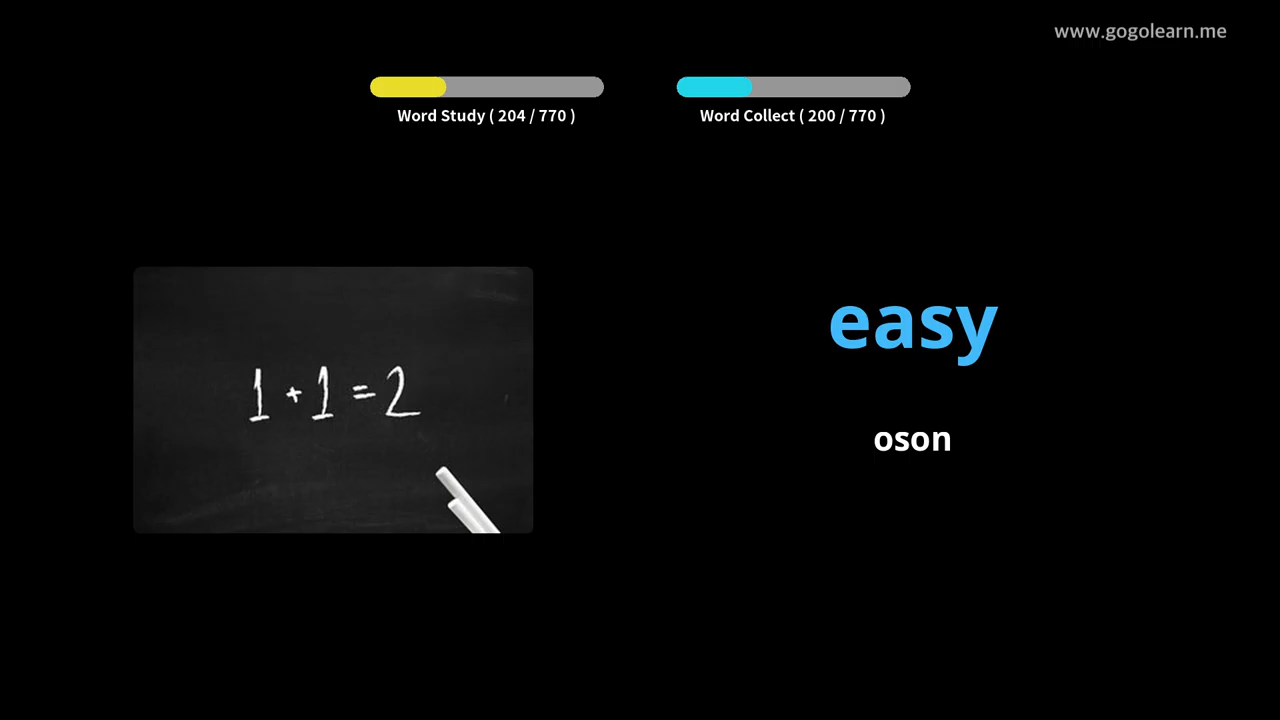 www.gogolearn.me
Word Study ( 204 / 770 )
Word Collect ( 200 / 770 )
1 + 1 = 2
easy
oson